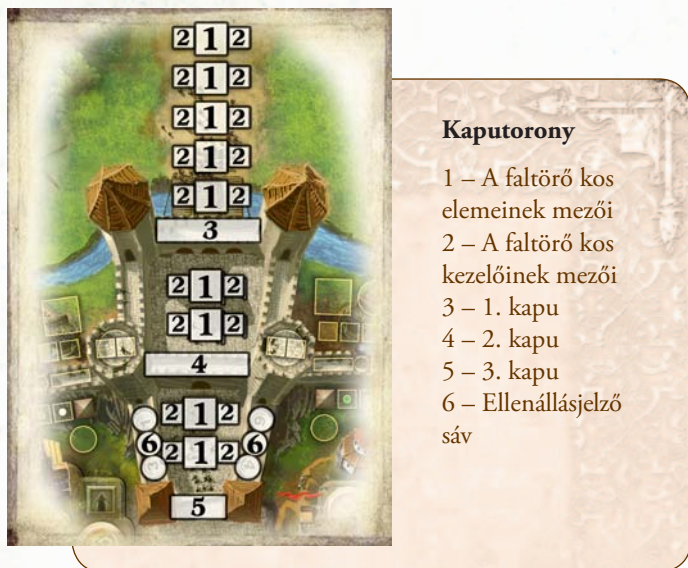 2 1 2
2 1 2
2 1 2
2 1 2
2 1 2
3
2 1 2
2 1 2
4
2 1 2
6 2 1 2 6
5
Kaputorony
1 – A faltörő kos
elemeinek mezői
2 – A faltörő kos
kezelőinek mezői
3 – 1. kapu
4 – 2. kapu
5 – 3. kapu
6 – Ellenállásjelző
sáv